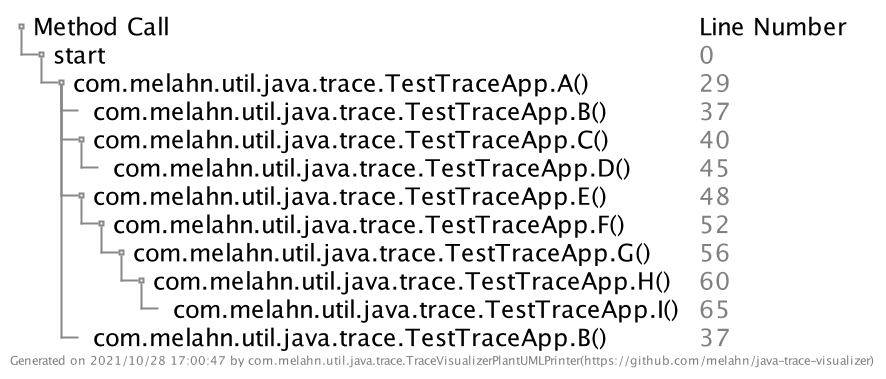 Method Call Line Number
start 0
com.melahn.util.java.trace.TestTraceApp.A() 29
com.melahn.util.java.trace.TestTraceApp.B() 37
com.melahn.util.java.trace.TestTraceApp.C() 40
com.melahn.util.java.trace.TestTraceApp.D() 45
com.melahn.util.java.trace.TestTraceApp.E() 48
com.melahn.util.java.trace.TestTraceApp.F() 52
com.melahn.util.java.trace.TestTraceApp.G() 56
com.melahn.util.java.trace.TestTraceApp.H() 60
com.melahn.util.java.trace.TestTraceApp.I() 65
com.melahn.util.java.trace.TestTraceApp.B() 37
Generated on 2021/10/28 17:00:47 by com.melahn.util.java.trace.TraceVisualizerPlantUMLPrinter(https://github.com/melahn/java-trace-visualizer)